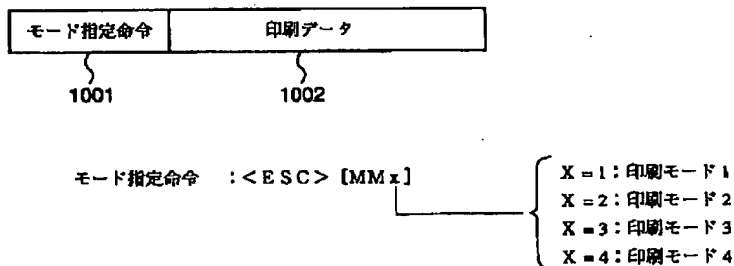 モード指定命令 印刷データ
1001 1002
モード指定命令 :<ESC> [MMx]
X=1:印刷モード1
X=2:印刷モード2
X=3:印刷モード3
X=4:印刷モード4